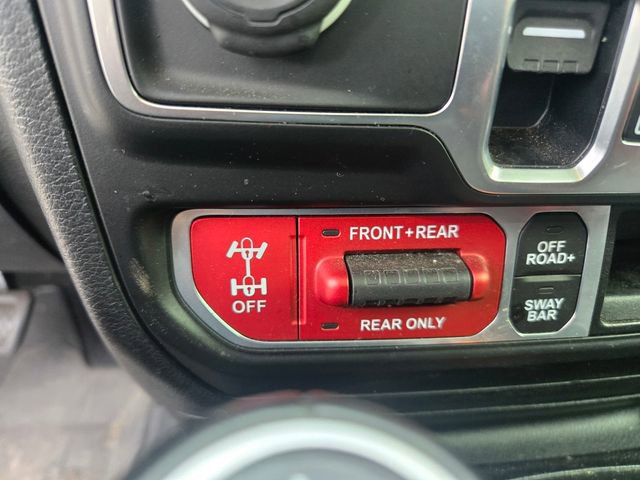 FRONT+REAR
OFF
REAR ONLY
OFF
ROAD+
SWAY
BAR